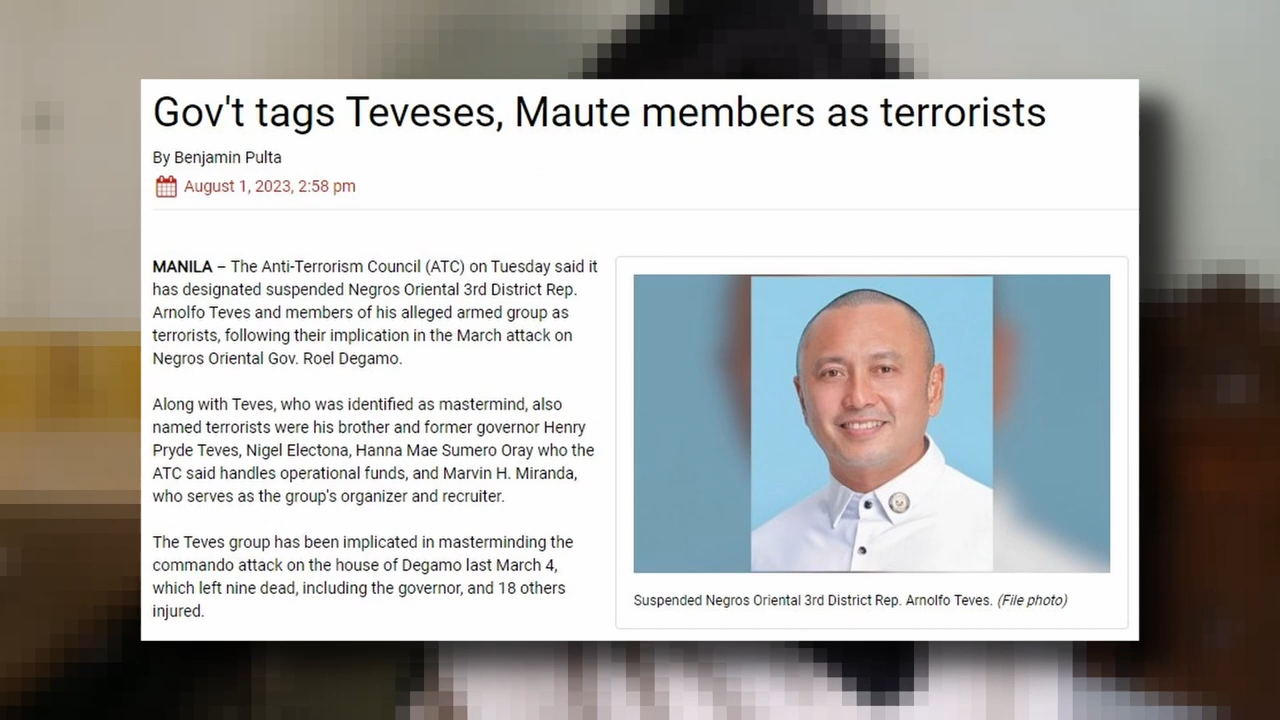 Gov't tags Teveses, Maute members as terrorists
By Benjamin Pulta
August 1, 2023, 2:58 pm
MANILA – The Anti-Terrorism Council (ATC) on Tuesday said it
has designated suspended Negros Oriental 3rd District Rep.
Arnolfo Teves and members of his alleged armed group as
terrorists, following their implication in the March attack on
Negros Oriental Gov. Roel Degamo.
Along with Teves, who was identified as mastermind, also
named terrorists were his brother and former governor Henry
Pryde Teves, Nigel Electona, Hanna Mae Sumero Oray who the
ATC said handles operational funds, and Marvin H. Miranda,
who serves as the group's organizer and recruiter.
The Teves group has been implicated in masterminding the
commando attack on the house of Degamo last March 4,
which left nine dead, including the governor, and 18 others
injured.
Suspended Negros Oriental 3rd District Rep. Arnolfo Teves. (File photo)